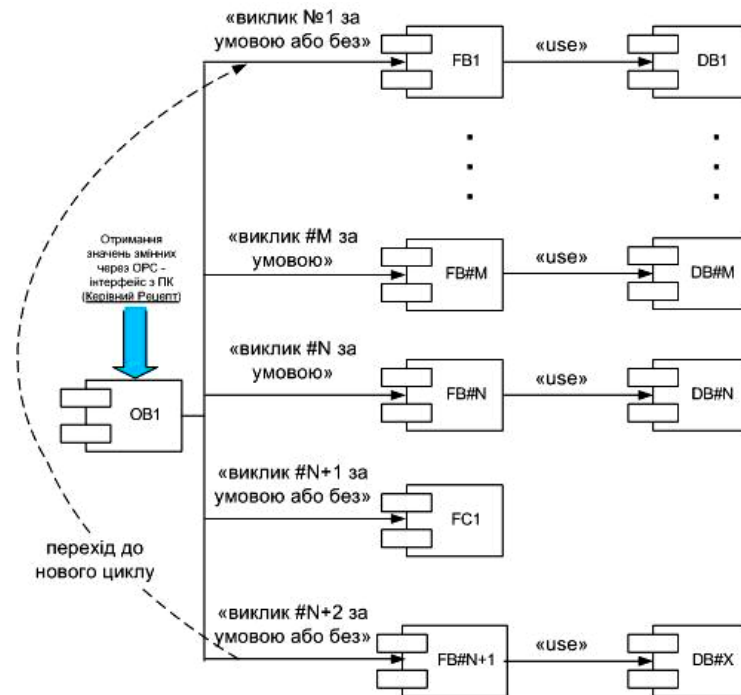 «виклик №1 за
умовою або без»
FB1
«use»
DB1
«виклик #M за
умовою»
FB#M
«use»
DB#M
Отримання
значень змінних
через OPC -
інтерфейс з ПК
(Керівний Рецепт)
OB1
«виклик #N за
умовою»
FB#N
«use»
DB#N
«виклик #N+1 за
умовою або без»
FC1
перехід до
нового циклу
«виклик #N+2 за
умовою або без»
FB#N+1
«use»
DB#X